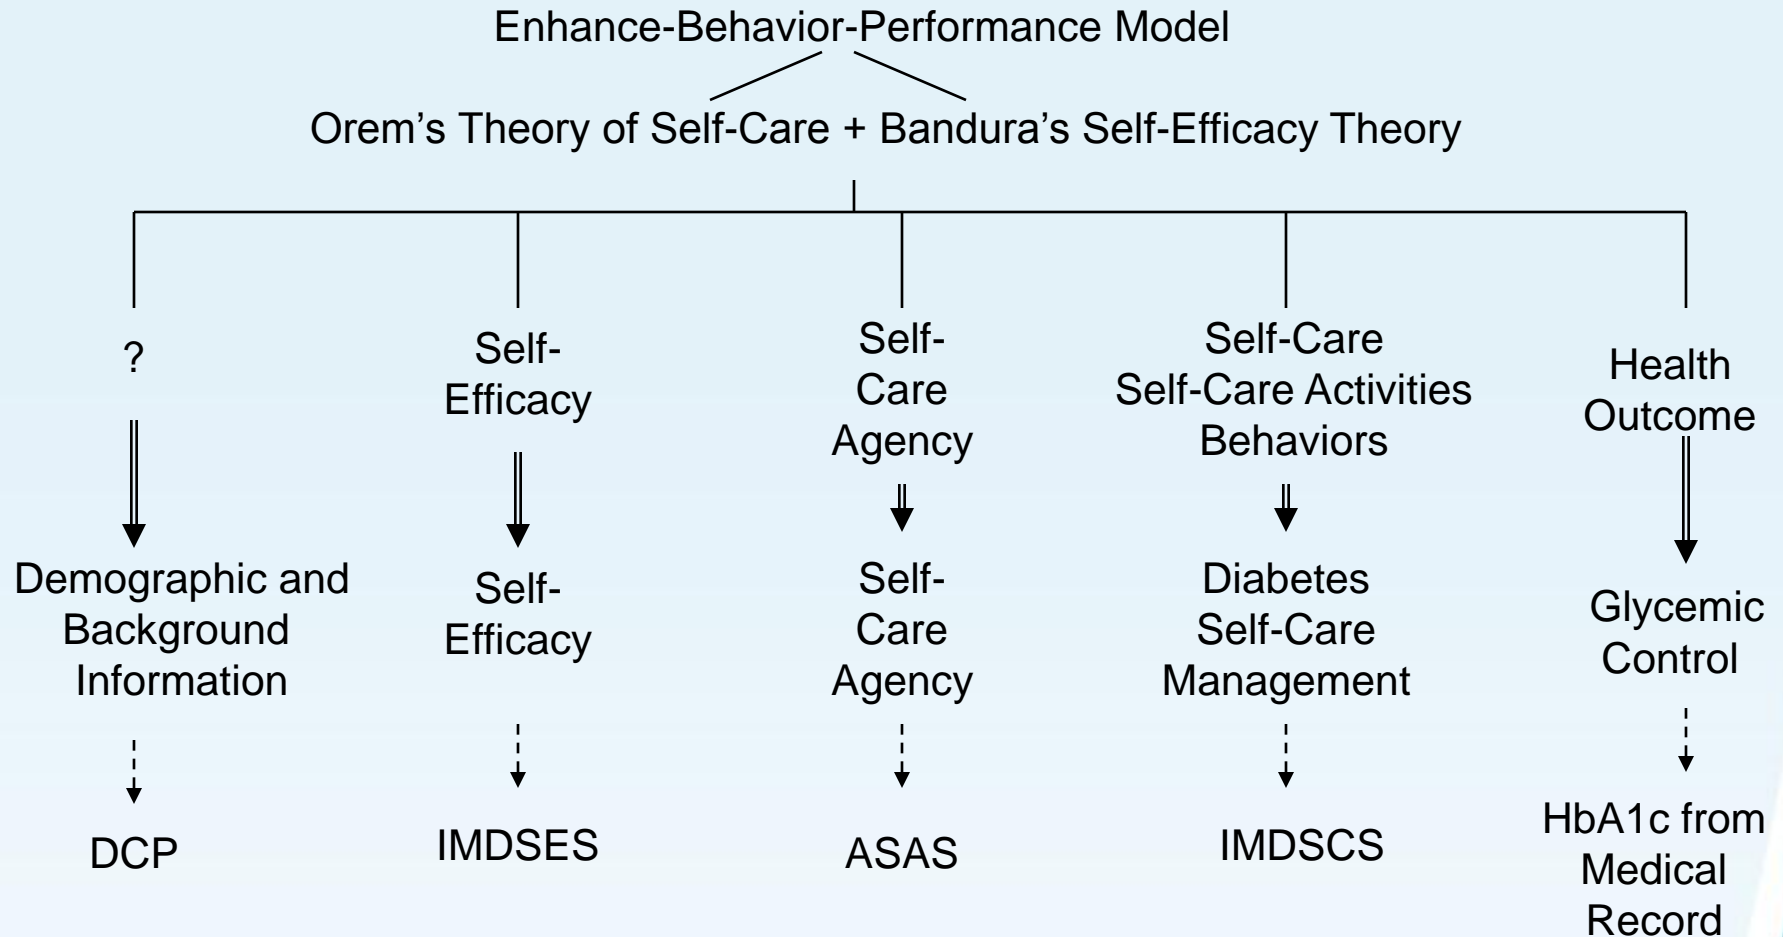 Enhance-Behavior-Performance Model
Orem's Theory of Self-Care + Bandura's Self-Efficacy Theory
?
Self-
Efficacy
Self-
Care
Agency
Self-Care
Self-Care Activities
Behaviors
Health
Outcome
Demographic and
Background
Information
Self-
Efficacy
Self-
Care
Agency
Diabetes
Self-Care
Management
Glycemic
Control
DCP
IMDSES
ASAS
IMDSCS
HbA1c from
Medical
Record